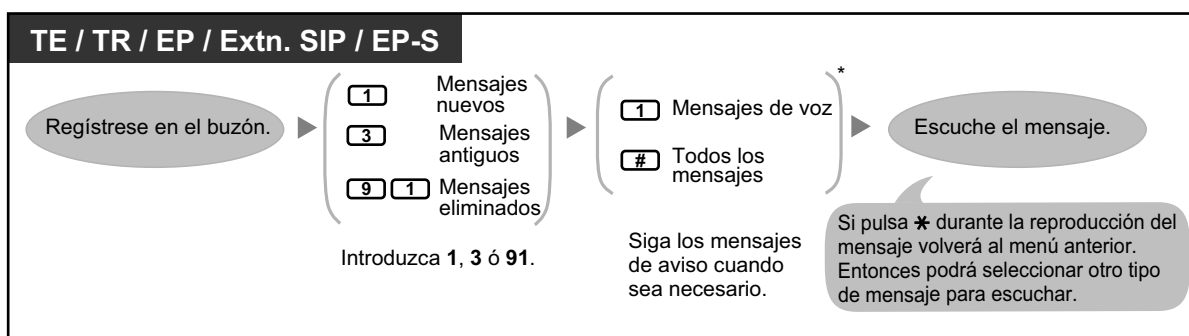 TE / TR / EP / Extn. SIP / EP-S
Regístrese en el buzón.
1 Mensajes
nuevos
3 Mensajes
antiguos
9 1 Mensajes
eliminados
Introduzca 1, 3 ó 91.
*
1 Mensajes de voz
# Todos los
mensajes
Siga los mensajes
de aviso cuando
sea necesario.
Escuche el mensaje.
Si pulsa * durante la reproducción del
mensaje volverá al menú anterior.
Entonces podrá seleccionar otro tipo
de mensaje para escuchar.